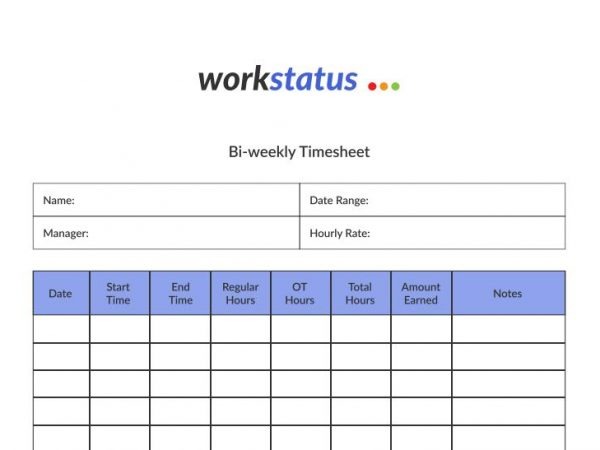 workstatus
Bi-weekly Timesheet
Name: Date Range:
Manager: Hourly Rate:
Date Start Time End Time Regular Hours OT Hours Total Hours Amount Earned Notes